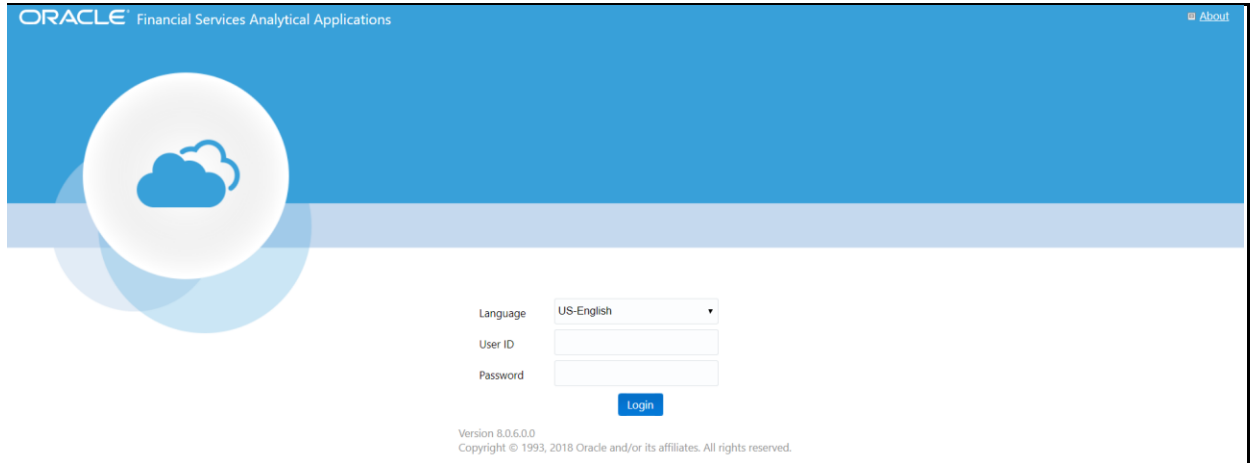 ORACLE Financial Services Analytical Applications
About
Language US-English
User ID
Password
Login
Version 8.0.6.0.0
Copyright © 1993, 2018 Oracle and/or its affiliates. All rights reserved.